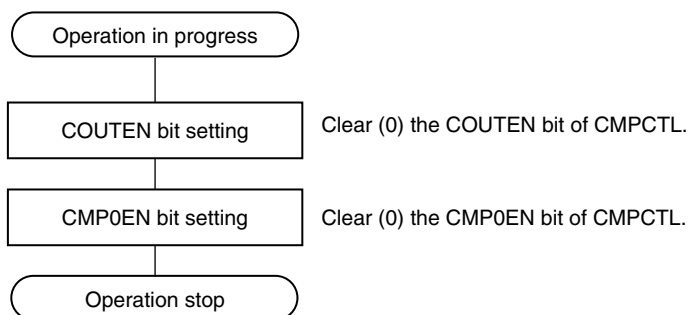 Operation in progress
COUTEN bit setting
Clear (0) the COUTEN bit of CMPCTL.
CMP0EN bit setting
Clear (0) the CMP0EN bit of CMPCTL.
Operation stop